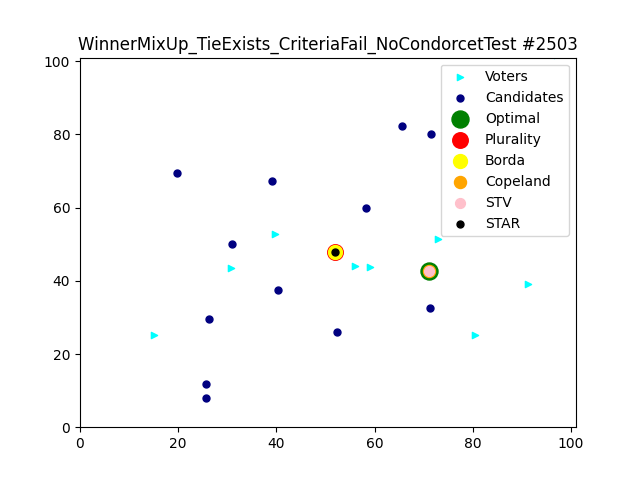 WinnerMixUp_TieExists_CriteriaFail_NoCondorcetTest #2503
100
80
60
40
20
0
0 20 40 60 80 100
Voters
Candidates
Optimal
Plurality
Borda
Copeland
STV
STAR